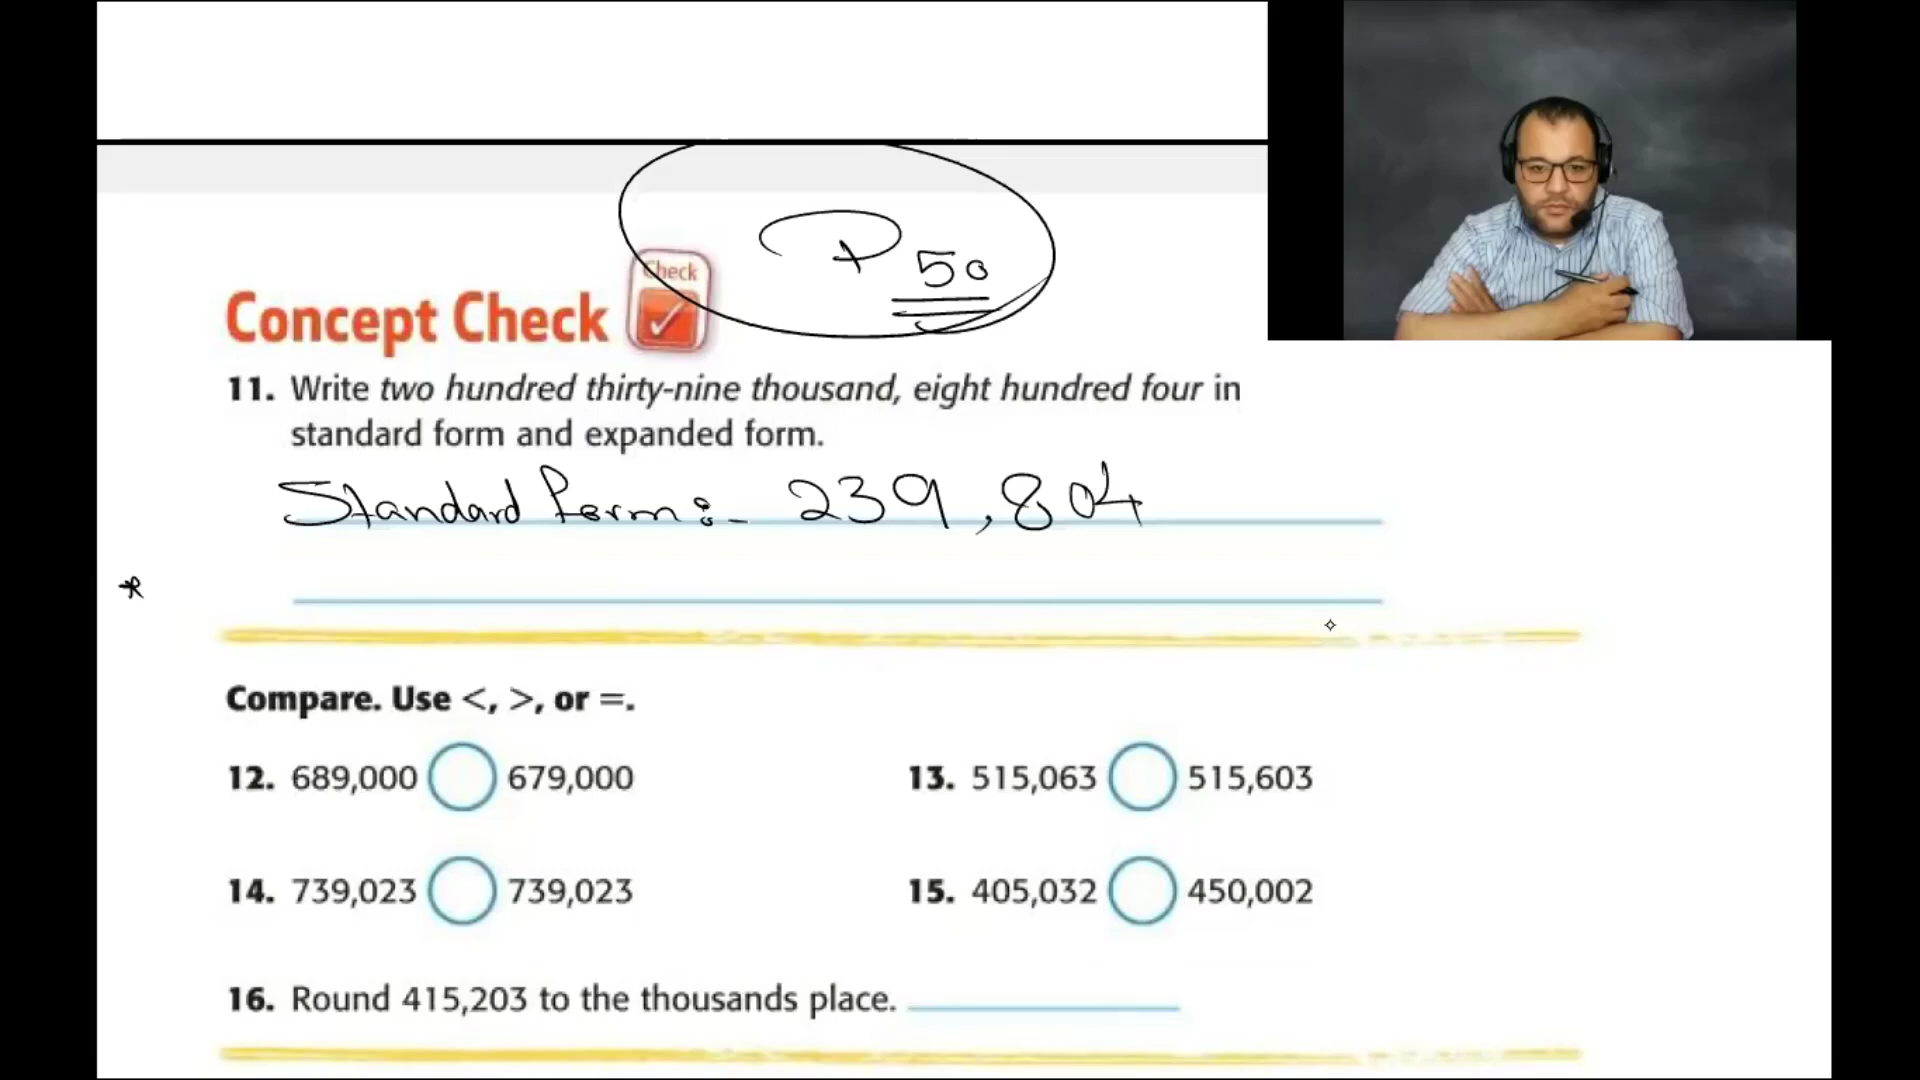 P 50
Check
Concept Check
11. Write two hundred thirty-nine thousand, eight hundred four in
standard form and expanded form.
Standard form:- 239,804
Compare. Use <, >, or =.
12. 689,000 679,000
13. 515,063 515,603
14. 739,023 739,023
15. 405,032 450,002
16. Round 415,203 to the thousands place.